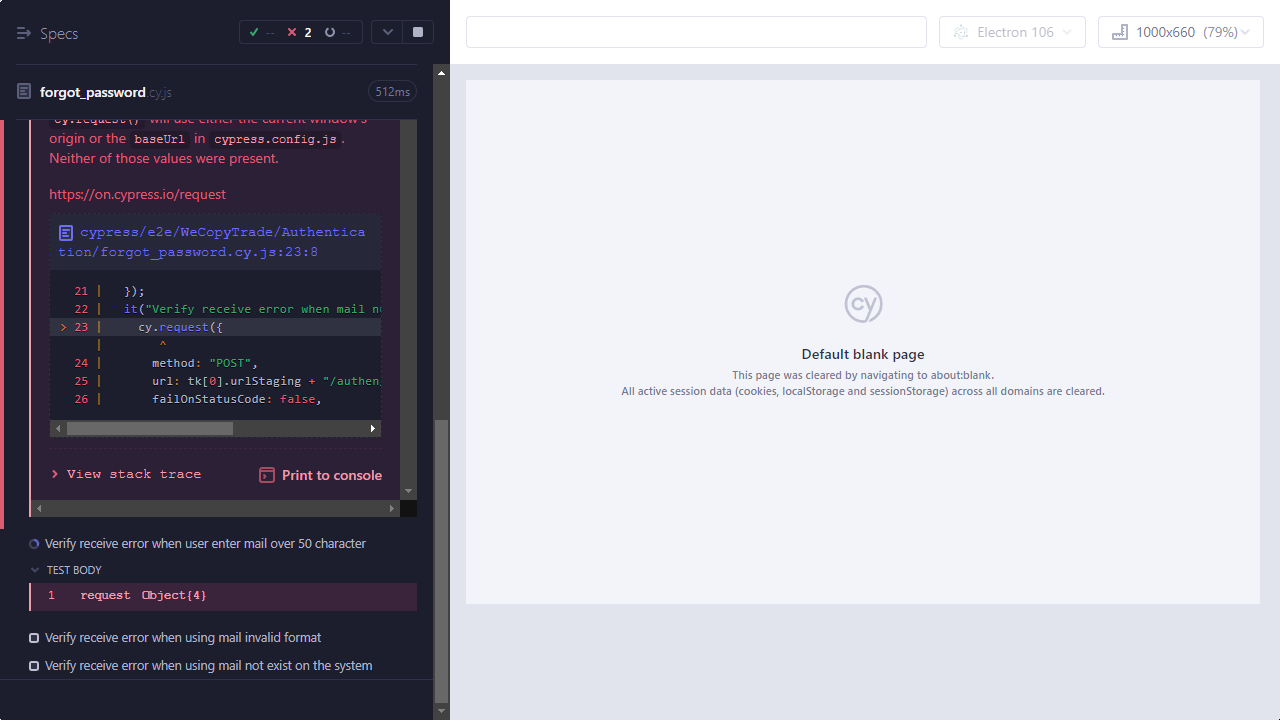 Specs
-- 2 --
forgot_password.cy.js 512ms
cy.request() will use either the current window's
origin or the baseUrl in cypress.config.js.
Neither of those values were present.
https://on.cypress.io/request
cypress/e2e/WeCopyTrade/Authentica
tion/forgot_password.cy.js:23:8
21 | });
22 | it("Verify receive error when mail nu
> 23 | cy.request({
| ^
24 | method: "POST",
25 | url: tk[0].urlStaging + "/authen/
26 | failOnStatusCode: false,
> View stack trace
Print to console
Verify receive error when user enter mail over 50 character
TEST BODY
1 request Object{4}
Verify receive error when using mail invalid format
Verify receive error when using mail not exist on the system
Electron 106
1000x660 (79%)
cy
Default blank page
This page was cleared by navigating to about:blank.
All active session data (cookies, localStorage and sessionStorage) across all domains are cleared.